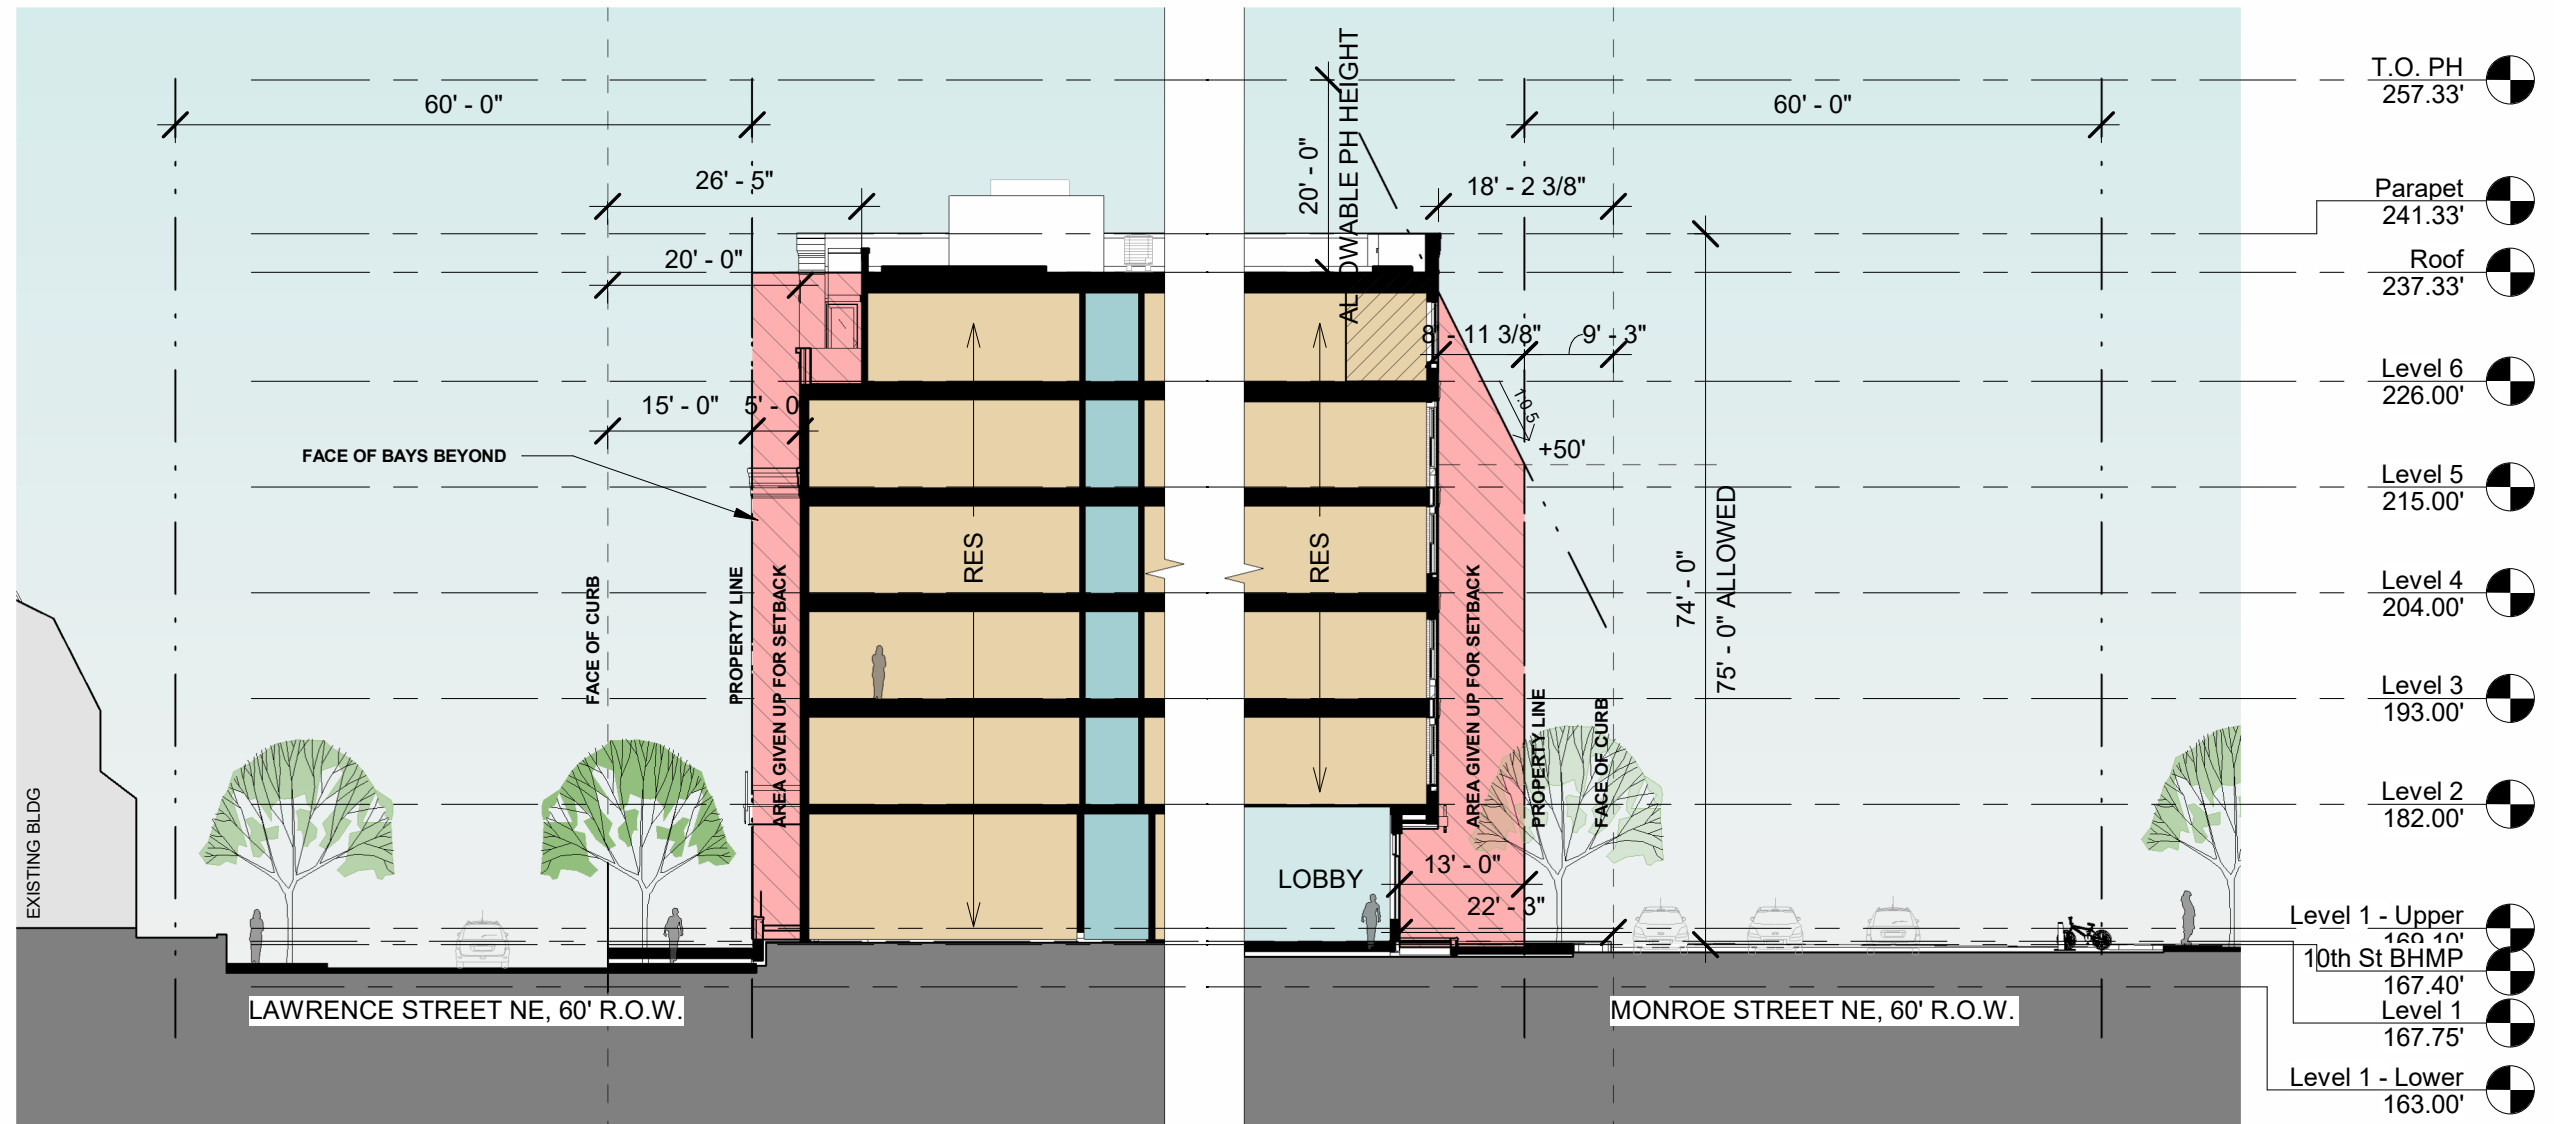 T.O. PH
257.33'
60' - 0"
60' - 0"
ALLOWABLE PH HEIGHT
20' - 0"
26' - 5"
18' - 2 3/8"
Parapet
241.33'
20' - 0"
Roof
237.33'
8' - 11 3/8"
9' - 3"
Level 6
226.00'
15' - 0"
5' - 0
1:0.5
+50'
FACE OF BAYS BEYOND
Level 5
215.00'
RES
RES
74' - 0"
75' - 0" ALLOWED
Level 4
204.00'
FACE OF CURB
PROPERTY LINE
AREA GIVEN UP FOR SETBACK
AREA GIVEN UP FOR SETBACK
PROPERTY LINE
FACE OF CURB
Level 3
193.00'
Level 2
182.00'
EXISTING BLDG
LOBBY
13' - 0"
22' - 3"
Level 1 - Upper
169.10'
10th St BHMP
167.40'
LAWRENCE STREET NE, 60' R.O.W.
MONROE STREET NE, 60' R.O.W.
Level 1
167.75'
Level 1 - Lower
163.00'